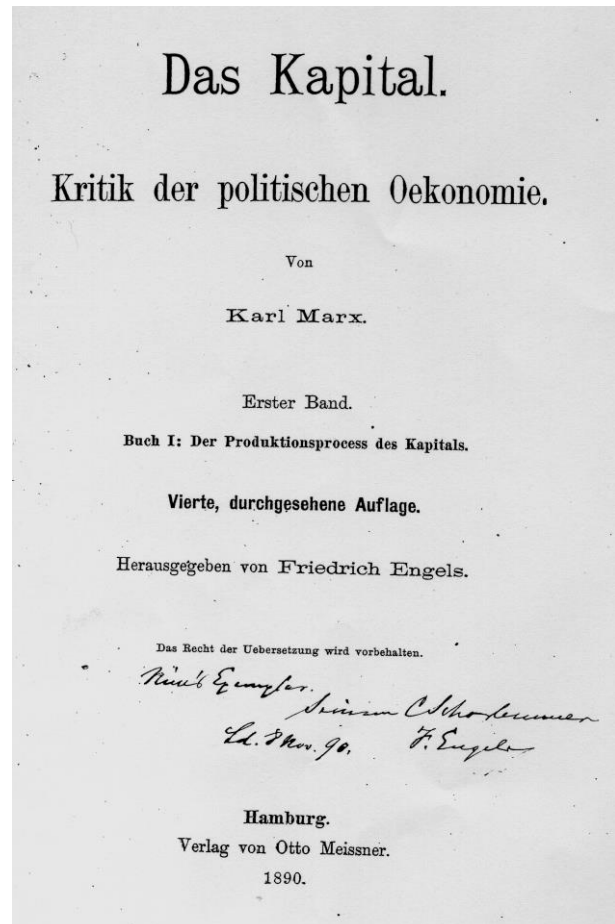 Das Kapital.
Kritik der politischen Oekonomie.
Von
Karl Marx.
Erster Band.
Buch I: Der Produktionsprocess des Kapitals.
Vierte, durchgesehene Auflage.
Herausgegeben von Friedrich Engels.
Das Recht der Uebersetzung wird vorbehalten.
Exemplar.
Seinem C Schorlemmer
Ld. 8 Nov. 90. F. Engels
Hamburg.
Verlag von Otto Meissner.
1890.